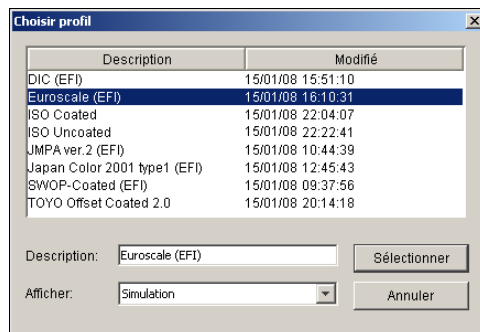 Choisir profil
Description Modifié
DIC (EFI) 15/01/08 15:51:10
Euroscale (EFI) 15/01/08 16:10:31
ISO Coated 15/01/08 22:04:07
ISO Uncoated 15/01/08 22:22:41
JMPA ver.2 (EFI) 15/01/08 10:44:39
Japan Color 2001 type1 (EFI) 15/01/08 12:45:43
SWOP-Coated (EFI) 15/01/08 09:37:56
TOYO Offset Coated 2.0 15/01/08 20:14:18
Description: Euroscale (EFI) Sélectionner
Afficher: Simulation Annuler